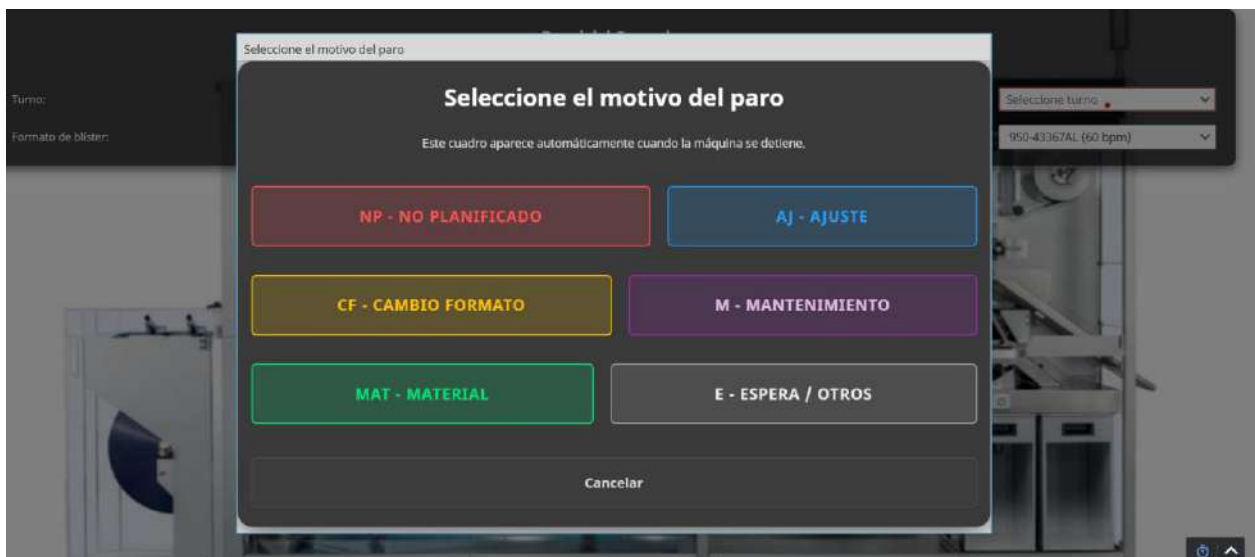 Seleccione el motivo del paro
Seleccione el motivo del paro
Este cuadro aparece automáticamente cuando la máquina se detiene.
Turno:
Seleccione turno
Formato de blíster:
950-43367AL (60 bpm)
NP - NO PLANIFICADO
AJ - AJUSTE
CF - CAMBIO FORMATO
M - MANTENIMIENTO
MAT - MATERIAL
E - ESPERA / OTROS
Cancelar